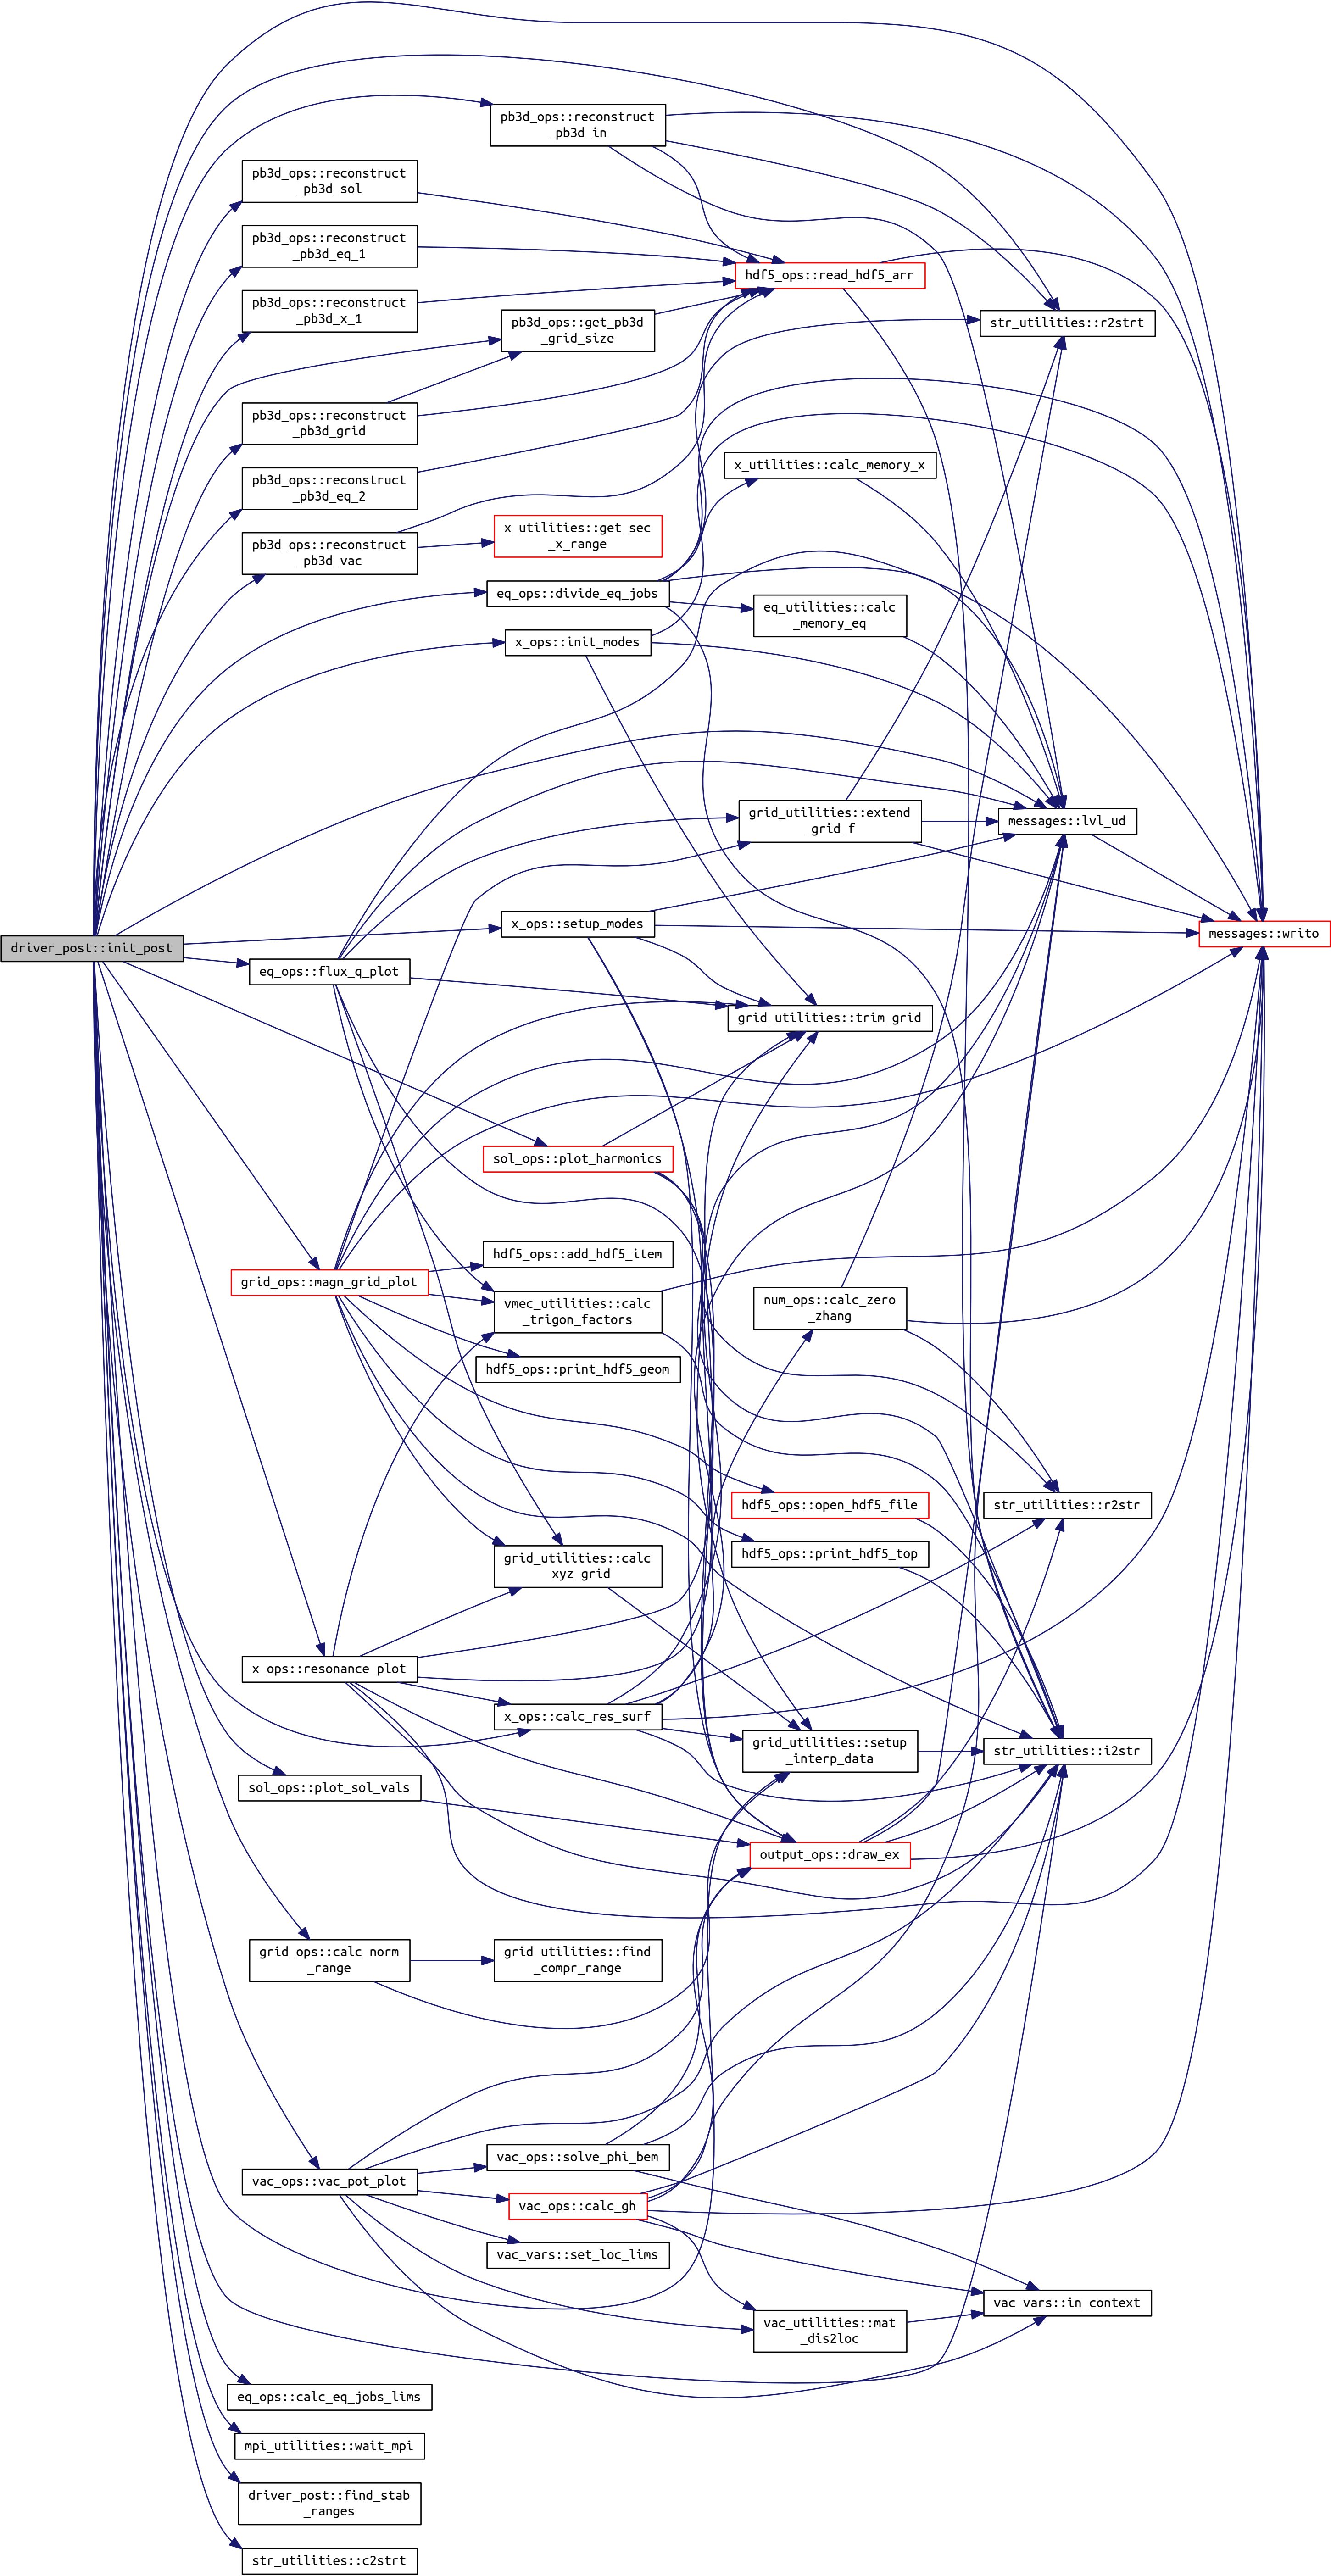 pb3d_ops::reconstruct
_pb3d_in
pb3d_ops::reconstruct
_pb3d_sol
pb3d_ops::reconstruct
_pb3d_eq_1
hdf5_ops::read_hdf5_arr
pb3d_ops::reconstruct
_pb3d_x_1
pb3d_ops::get_pb3d
_grid_size
str_utilities::r2strt
pb3d_ops::reconstruct
_pb3d_grid
x_utilities::calc_memory_x
pb3d_ops::reconstruct
_pb3d_eq_2
pb3d_ops::reconstruct
_pb3d_vac
x_utilities::get_sec
_x_range
eq_ops::divide_eq_jobs
eq_utilities::calc
_memory_eq
x_ops::init_modes
grid_utilities::extend
_grid_f
messages::lvl_ud
x_ops::setup_modes
messages::writo
driver_post::init_post
eq_ops::flux_q_plot
grid_utilities::trim_grid
sol_ops::plot_harmonics
hdf5_ops::add_hdf5_item
grid_ops::magn_grid_plot
vmec_utilities::calc
_trigon_factors
num_ops::calc_zero
_zhang
hdf5_ops::print_hdf5_geom
hdf5_ops::open_hdf5_file
str_utilities::r2str
hdf5_ops::print_hdf5_top
grid_utilities::calc
_xyz_grid
x_ops::resonance_plot
x_ops::calc_res_surf
grid_utilities::setup
_interp_data
str_utilities::i2str
sol_ops::plot_sol_vals
output_ops::draw_ex
grid_ops::calc_norm
_range
grid_utilities::find
_compr_range
vac_ops::solve_phi_bem
vac_ops::vac_pot_plot
vac_ops::calc_gh
vac_vars::set_loc_lims
vac_vars::in_context
vac_utilities::mat
_dis2loc
eq_ops::calc_eq_jobs_lims
mpi_utilities::wait_mpi
driver_post::find_stab
_ranges
str_utilities::c2strt